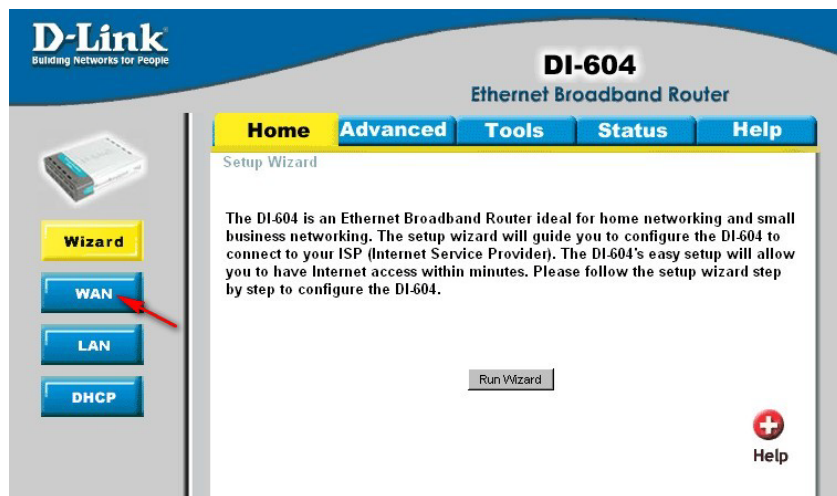 D-Link
Building Networks for People
DI-604
Ethernet Broadband Router
Home
Advanced
Tools
Status
Help
Setup Wizard
Wizard
WAN
LAN
DHCP
The DI-604 is an Ethernet Broadband Router ideal for home networking and small
business networking. The setup wizard will guide you to configure the DI-604 to
connect to your ISP (Internet Service Provider). The DI-604's easy setup will allow
you to have Internet access within minutes. Please follow the setup wizard step
by step to configure the DI-604.
Run Wizard
Help